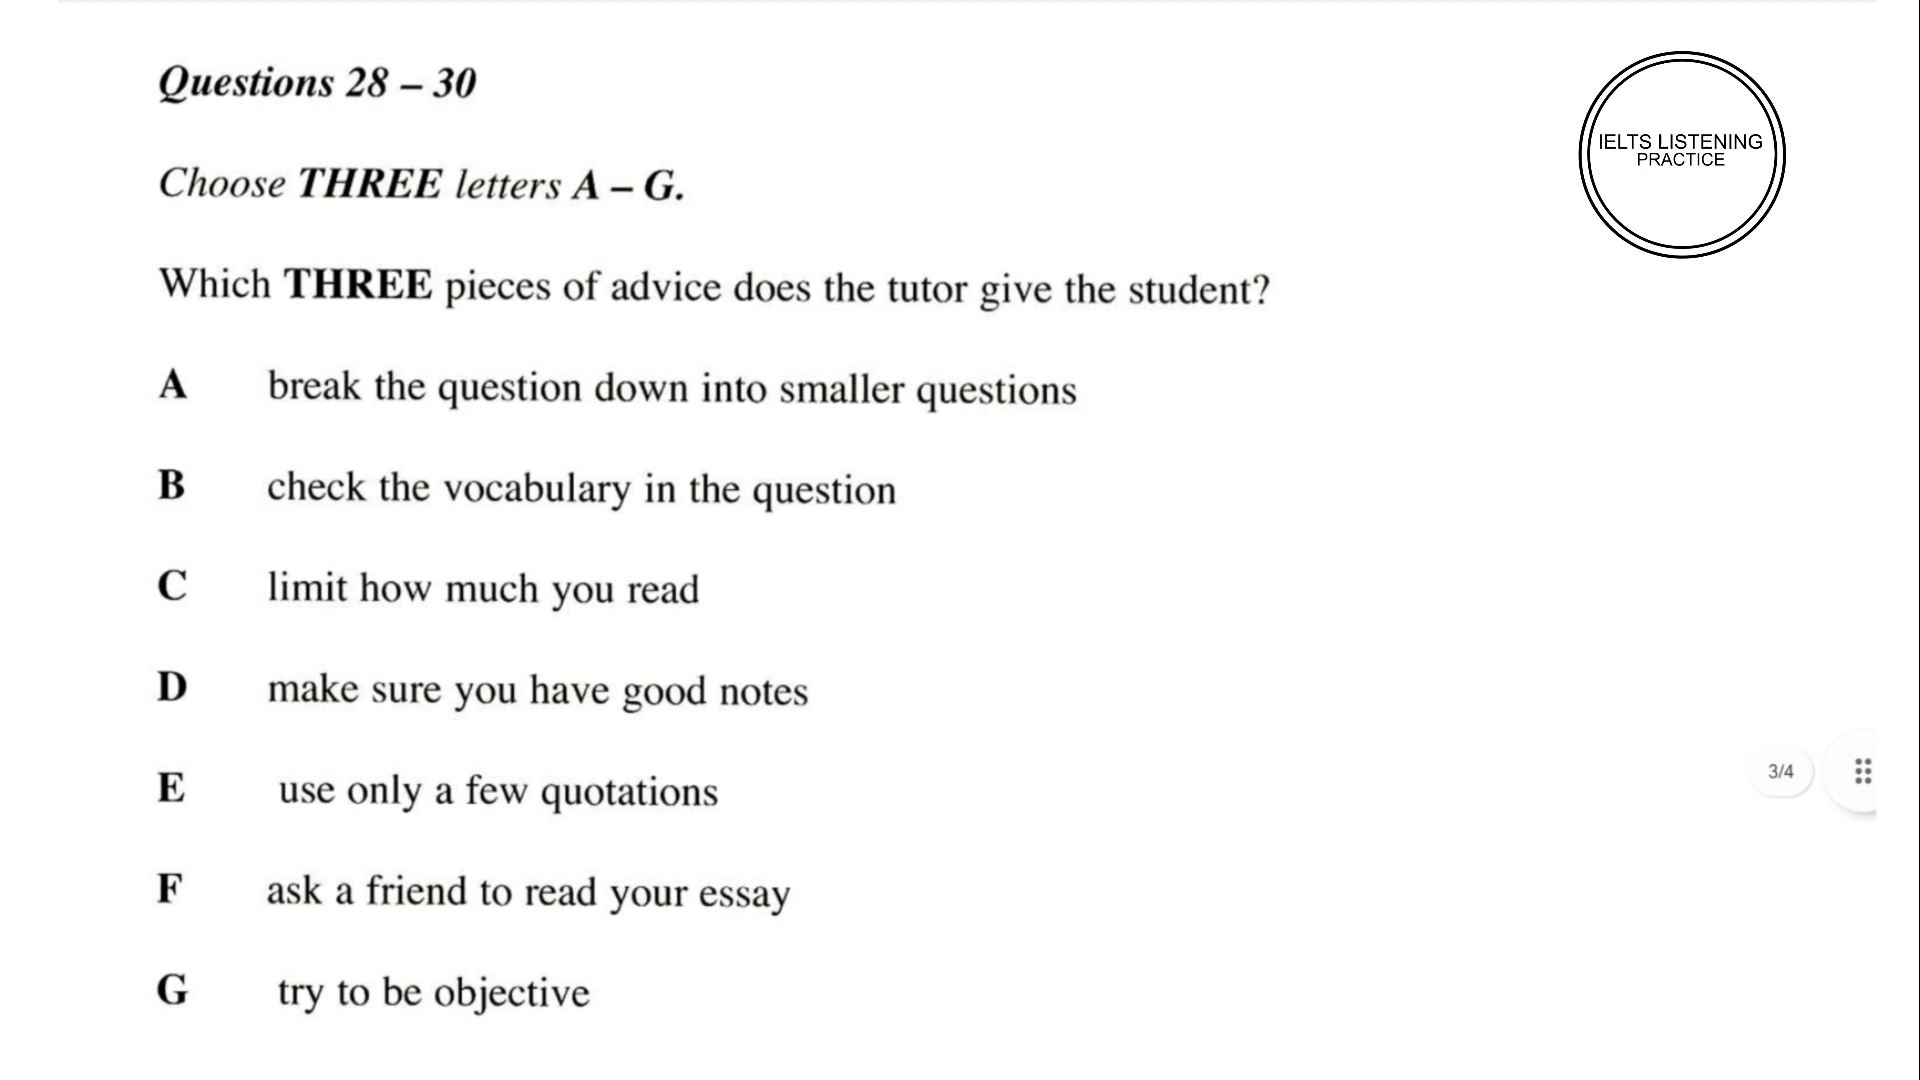 Questions 28 – 30
IELTS LISTENING
PRACTICE
Choose THREE letters A – G.
Which THREE pieces of advice does the tutor give the student?
A break the question down into smaller questions
B check the vocabulary in the question
C limit how much you read
D make sure you have good notes
3/4
E use only a few quotations
F ask a friend to read your essay
G try to be objective